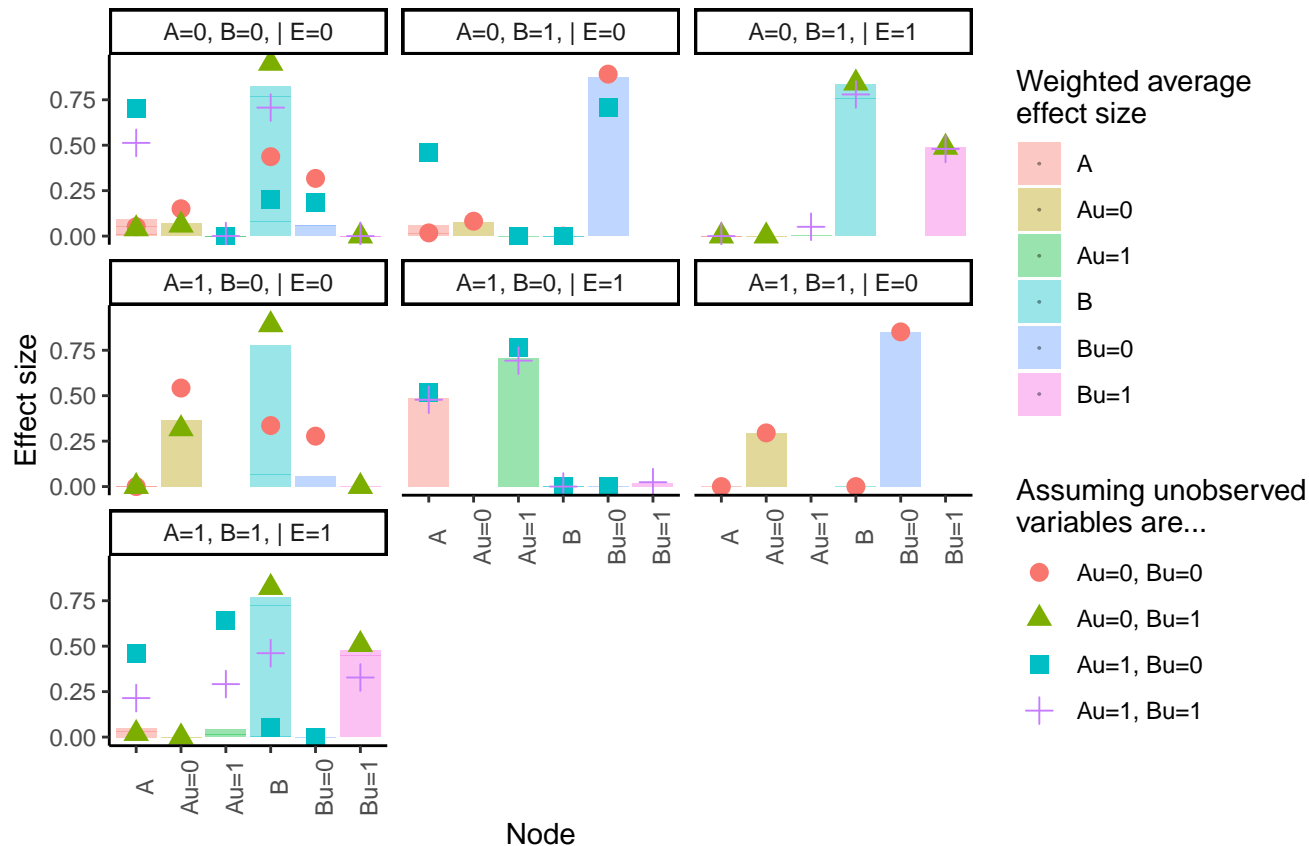 A=0, B=0, | E=0
A=0, B=1, | E=0
A=0, B=1, | E=1
0.75
0.50
0.25
0.00
A=1, B=0, | E=0
A=1, B=0, | E=1
A=1, B=1, | E=0
0.75
0.50
0.25
0.00
A
Au=0
Au=1
B
Bu=0
Bu=1
A
Au=0
Au=1
B
Bu=0
Bu=1
A=1, B=1, | E=1
0.75
0.50
0.25
0.00
A
Au=0
Au=1
B
Bu=0
Bu=1
Effect size
Node
Weighted average
effect size
A
Au=0
Au=1
B
Bu=0
Bu=1
Assuming unobserved
variables are...
Au=0, Bu=0
Au=0, Bu=1
Au=1, Bu=0
Au=1, Bu=1